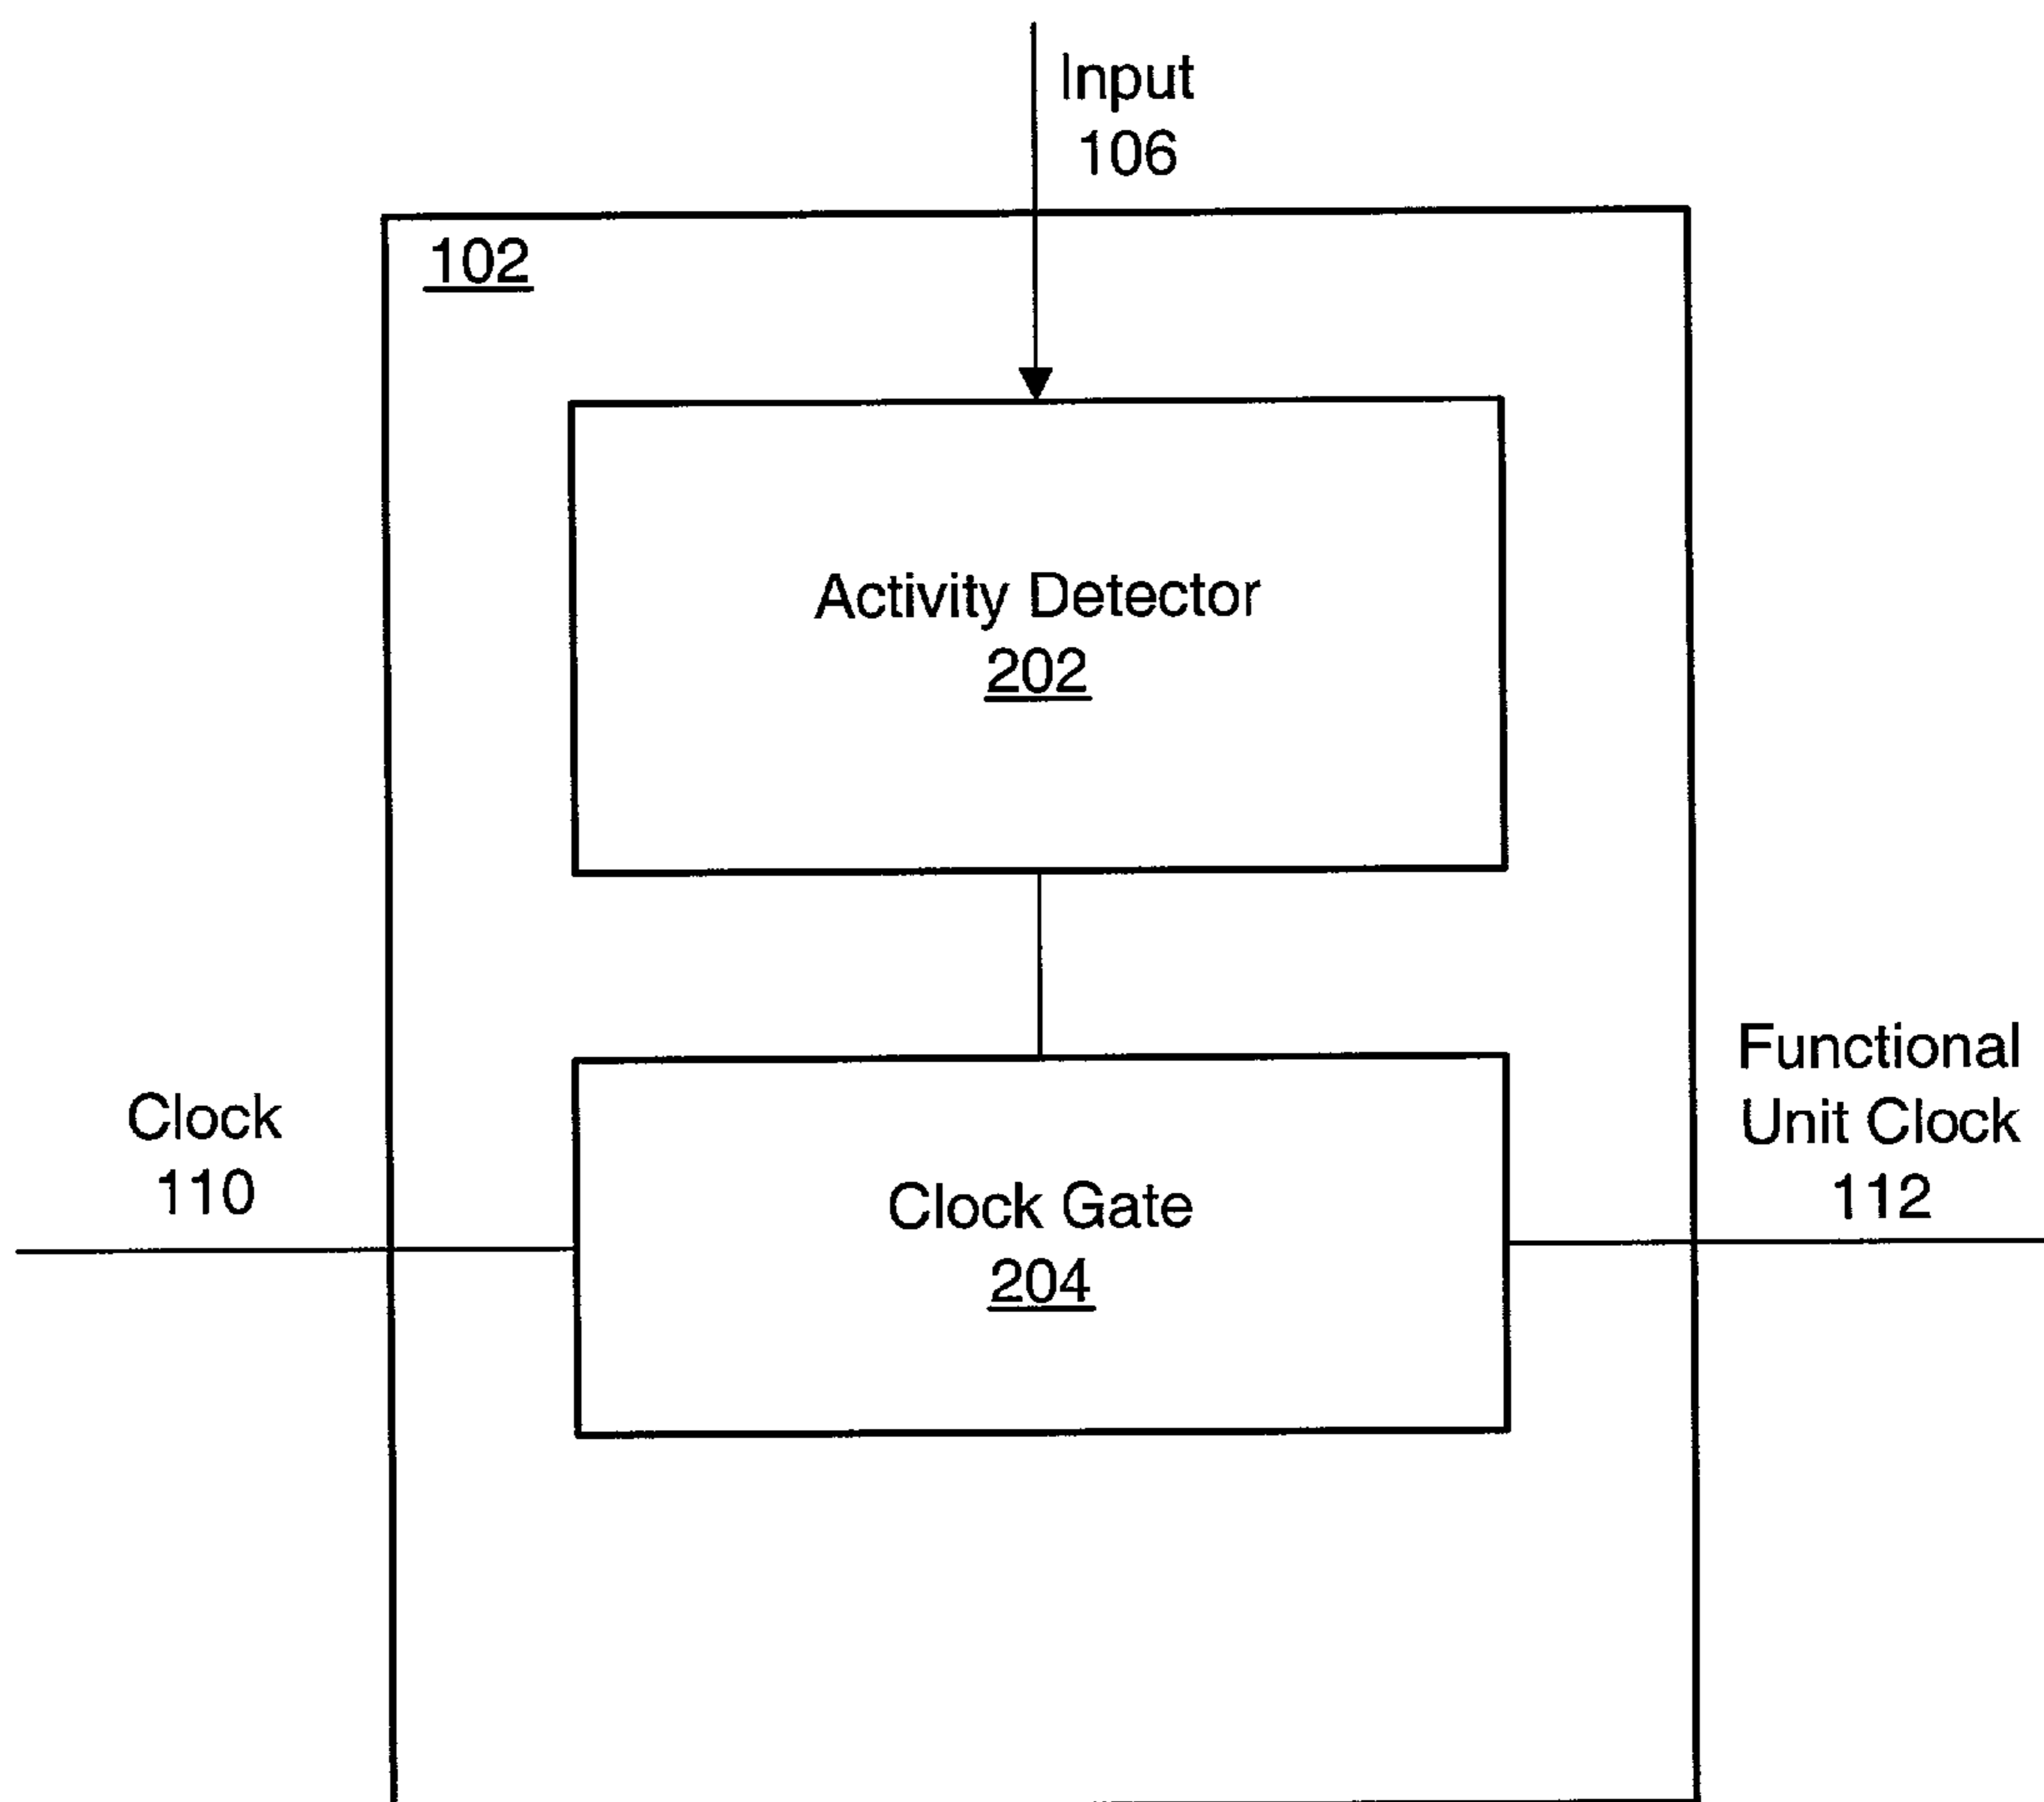 Input
106
102
Activity Detector
202
Clock
110
Clock Gate
204
Functional
Unit Clock
112